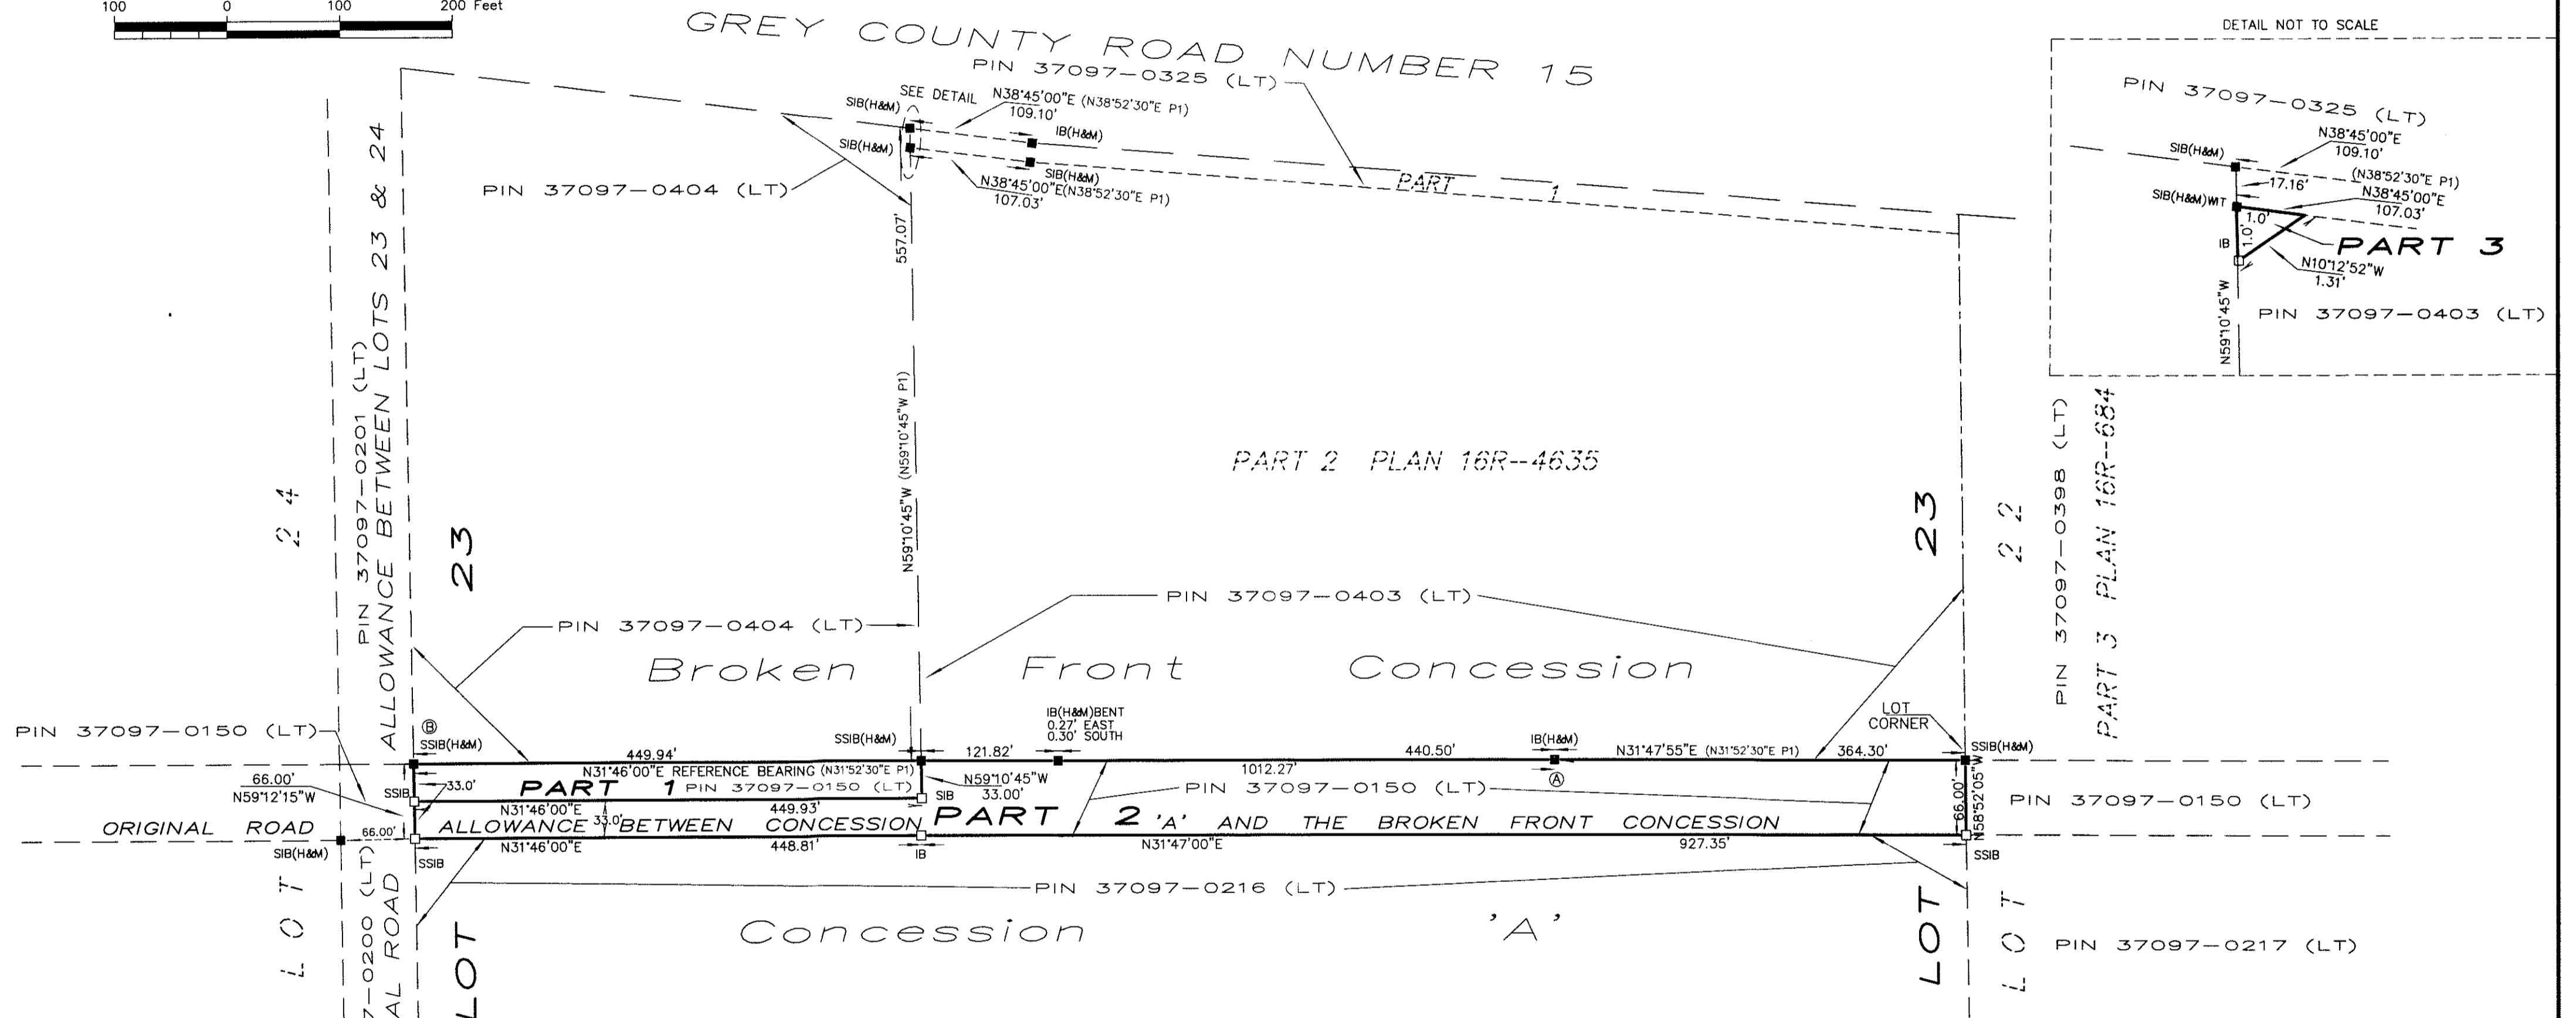 100 0 100 200 Feet
GREY COUNTY ROAD NUMBER 15
PIN 37097-0325 (LT)
SEE DETAIL
SIB(H&M)
N38°45'00"E (N38°52'30"E P1)
109.10'
IB(H&M)
SIB(H&M)
SIB(H&M)
N38°45'00"E(N38°52'30"E P1)
107.03'
PIN 37097-0404 (LT)
PART 1
557.07'
N59°10'45"W (N59°10'45"W P1)
DETAIL NOT TO SCALE
PIN 37097-0325 (LT)
N38°45'00"E
109.10'
SIB(H&M)
(N38°52'30"E P1)
17.16'
N38°45'00"E
107.03'
SIB(H&M)WIT
1.0'
1.0'
IB
PART 3
N10°12'52"W
1.31'
N59°10'45"W
PIN 37097-0403 (LT)
24
PIN 37097-0201 (LT)
ALLOWANCE BETWEEN LOTS 23 & 24
23
PART 2 PLAN 16R--4635
23
22
PIN 37097-0398 (LT)
PART 3 PLAN 16R--684
PIN 37097-0403 (LT)
PIN 37097-0404 (LT)
Broken Front Concession
PIN 37097-0150 (LT)
B
SSIB(H&M)
449.94'
SSIB(H&M)
121.82'
IB(H&M)BENT
0.27' EAST
0.30' SOUTH
440.50'
IB(H&M)
N31°47'55"E (N31°52'30"E P1)
364.30'
LOT
CORNER
SSIB(H&M)
N31°46'00"E REFERENCE BEARING (N31°52'30"E P1)
1012.27'
A
66.00'
N59°12'15"W
33.0'
SSIB
PART 1 PIN 37097-0150 (LT)
N59°10'45"W
33.00'
SIB
PIN 37097-0150 (LT)
66.00'
N58°52'05"W
PIN 37097-0150 (LT)
N31°46'00"E
449.93'
33.0'
PART 2
ORIGINAL ROAD
66.00'
ALLOWANCE BETWEEN CONCESSION 'A' AND THE BROKEN FRONT CONCESSION
SIB(H&M)
SSIB
N31°46'00"E
448.81'
IB
N31°47'00"E
927.35'
SSIB
PIN 37097-0216 (LT)
LOT
7-0200 (LT)
AL ROAD
LOT
Concession 'A'
LOT
LOT
PIN 37097-0217 (LT)